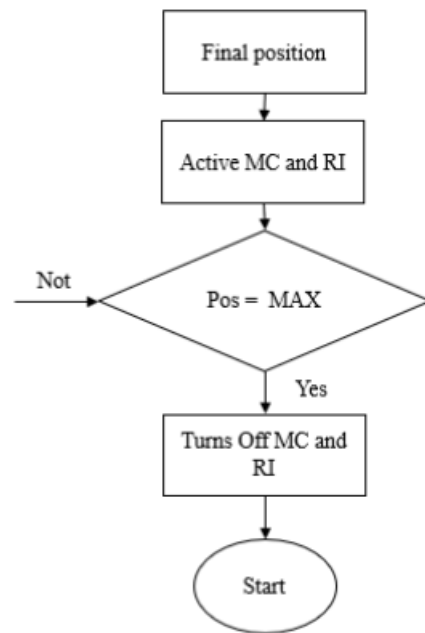 Final position
Active MC and RI
Not
Pos = MAX
Yes
Turns Off MC and
RI
Start